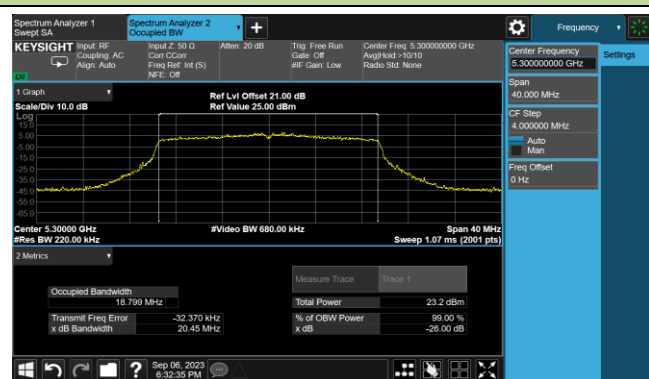 Spectrum Analyzer 1
Swept SA
Spectrum Analyzer 2
Occupied BW
Frequency
KEYSIGHT
Input: RF
Coupling: AC
Align: Auto
Input Z: 50 Ω
Corr CCorr
Freq Ref: Int (S)
NFE: Off
Atten: 20 dB
Trig: Free Run
Gate: Off
#IF Gain: Low
Center Freq: 5.300000000 GHz
Avg|Hold:>10/10
Radio Std: None
LV
Center Frequency
5.300000000 GHz
Settings
Span
40.000 MHz
CF Step
4.000000 MHz
Auto
Man
Freq Offset
0 Hz
1 Graph
Scale/Div 10.0 dB
Ref Lvl Offset 21.00 dB
Ref Value 25.00 dBm
Log
15.0
5.00
-5.00
-15.0
-25.0
-35.0
-45.0
-55.0
-65.0
Center 5.30000 GHz
#Res BW 220.00 kHz
#Video BW 680.00 kHz
Span 40 MHz
Sweep 1.07 ms (2001 pts)
2 Metrics
Measure Trace
Trace 1
Occupied Bandwidth
18.799 MHz
Total Power
23.2 dBm
Transmit Freq Error
-32.370 kHz
% of OBW Power
99.00 %
x dB Bandwidth
20.45 MHz
x dB
-26.00 dB
Sep 06, 2023
6:32:35 PM